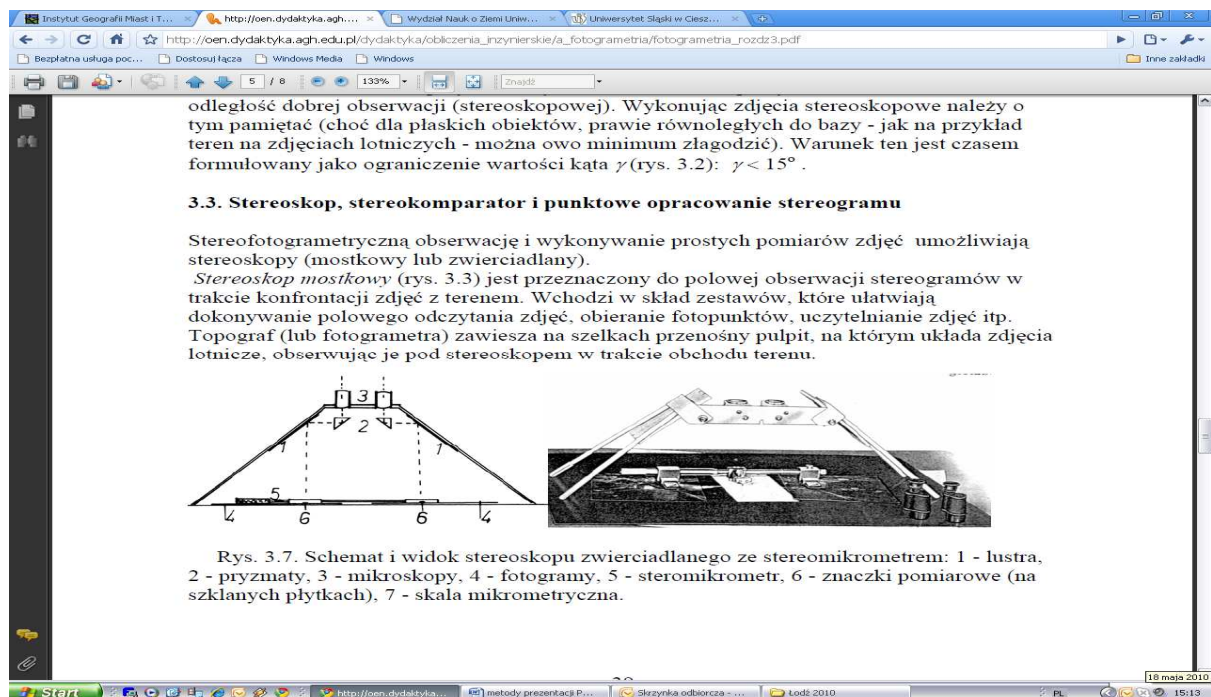 Instytut Geografii Miast i T...
http://oen.dydaktyka.agh....
Wydział Nauk o Ziemi Uniw...
Uniwersytet Śląski w Ciesz...
http://oen.dydaktyka.agh.edu.pl/dydaktyka/obliczenia_inzynierskie/a_fotogrametria/fotogrametria_rozdz3.pdf
Bezpłatna usługa poc...
Dostosuj łącza
Windows Media
Windows
Inne zakładki
5 / 8
133%
Znajdź
odległość dobrej obserwacji (stereoskopowej). Wykonując zdjęcia stereoskopowe należy o
tym pamiętać (choć dla płaskich obiektów, prawie równoległych do bazy - jak na przykład
teren na zdjęciach lotniczych - można owo minimum złagodzić). Warunek ten jest czasem
formułowany jako ograniczenie wartości kąta γ (rys. 3.2): γ < 15° .
3.3. Stereoskop, stereokomparator i punktowe opracowanie stereogramu
Stereofotogrametryczną obserwację i wykonywanie prostych pomiarów zdjęć umożliwiają
stereoskopy (mostkowy lub zwierciadlany).
Stereoskop mostkowy (rys. 3.3) jest przeznaczony do polowej obserwacji stereogramów w
trakcie konfrontacji zdjęć z terenem. Wchodzi w skład zestawów, które ułatwiają
dokonywanie polowego odczytania zdjęć, obieranie fotopunktów, uczytelnianie zdjęć itp.
Topograf (lub fotogrametra) zawiesza na szelkach przenośny pulpit, na którym układa zdjęcia
lotnicze, obserwując je pod stereoskopem w trakcie obchodu terenu.
3
2
1 1
5
4 6 6 4
Rys. 3.7. Schemat i widok stereoskopu zwierciadlanego ze stereomikrometrem: 1 - lustra,
2 - pryzmaty, 3 - mikroskopy, 4 - fotogramy, 5 - steromikrometr, 6 - znaczki pomiarowe (na
szklanych płytkach), 7 - skala mikrometryczna.
18 maja 2010
Start
http://oen.dydaktyka...
metody prezentacji P...
Skrzynka odbiorcza - ...
Łodź 2010
PL
15:13